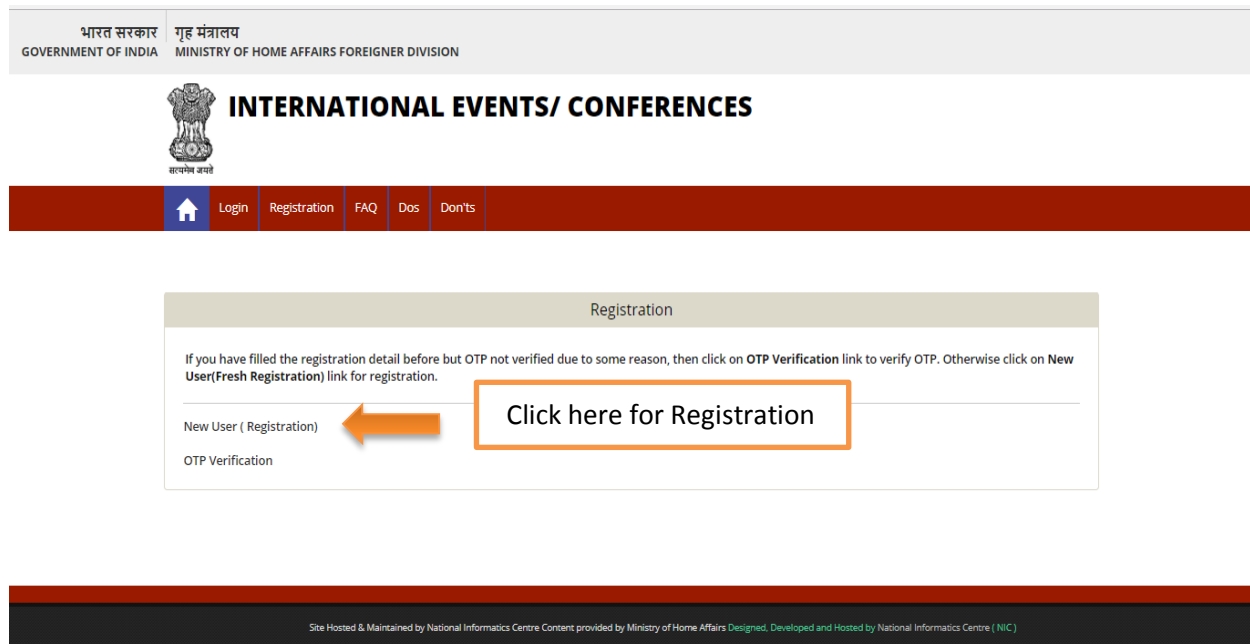 भारत सरकार गृह मंत्रालय
GOVERNMENT OF INDIA MINISTRY OF HOME AFFAIRS FOREIGNER DIVISION
INTERNATIONAL EVENTS/ CONFERENCES
सत्यमेव जयते
Login Registration FAQ Dos Don'ts
Registration
If you have filled the registration detail before but OTP not verified due to some reason, then click on OTP Verification link to verify OTP. Otherwise click on New
User(Fresh Registration) link for registration.
Click here for Registration
New User ( Registration)
OTP Verification
Site Hosted & Maintained by National Informatics Centre Content provided by Ministry of Home Affairs Designed, Developed and Hosted by National Informatics Centre ( NIC )